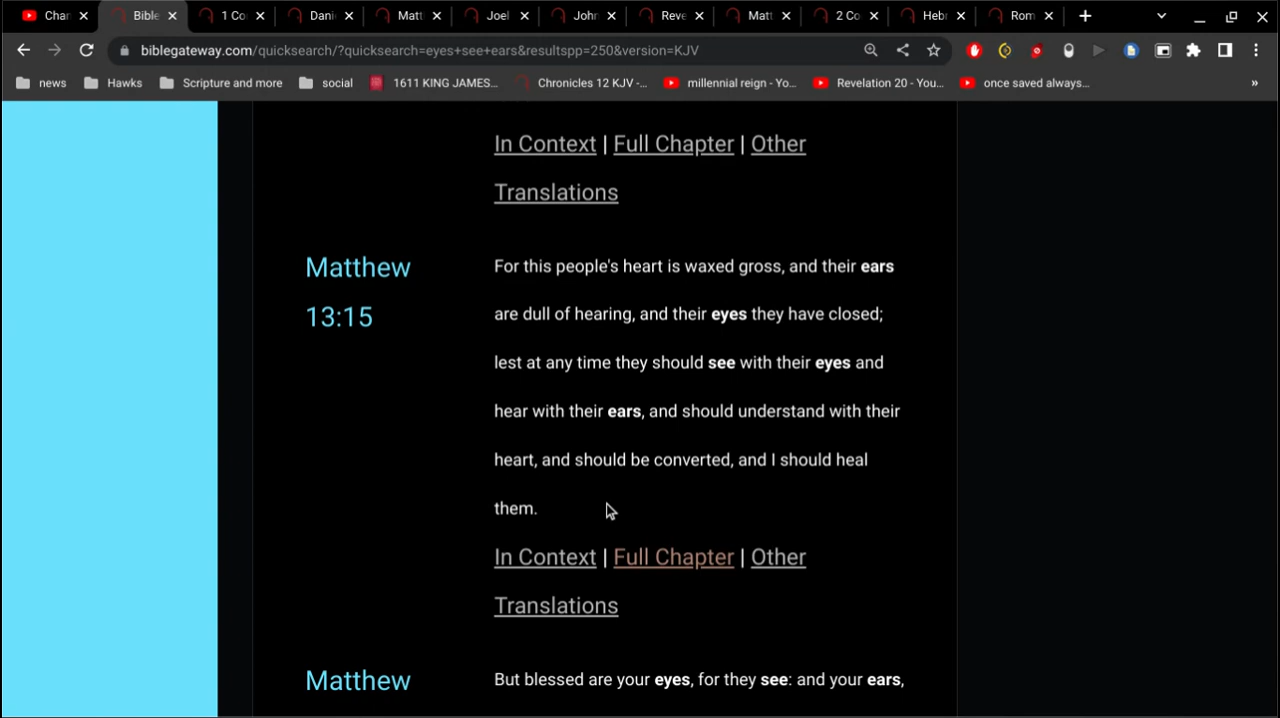 Chan
Bible
1 Co
Dani
Matt
Joel
John
Reve
Matt
2 Co
Hebr
Rom
biblegateway.com/quicksearch/?quicksearch=eyes+see+ears&resultspp=250&version=KJV
news
Hawks
Scripture and more
social
1611 KING JAMES...
Chronicles 12 KJV -...
millennial reign - Yo...
Revelation 20 - You...
once saved always...
»
In Context | Full Chapter | Other
Translations
Matthew
13:15
For this people's heart is waxed gross, and their ears
are dull of hearing, and their eyes they have closed;
lest at any time they should see with their eyes and
hear with their ears, and should understand with their
heart, and should be converted, and I should heal
them.
In Context | Full Chapter | Other
Translations
Matthew
But blessed are your eyes, for they see: and your ears,